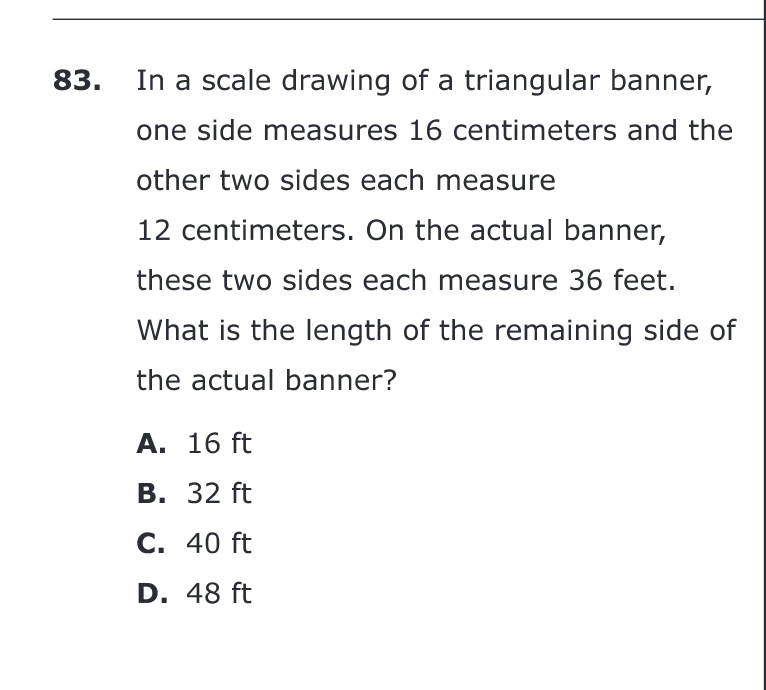 83. In a scale drawing of a triangular banner,
one side measures 16 centimeters and the
other two sides each measure
12 centimeters. On the actual banner,
these two sides each measure 36 feet.
What is the length of the remaining side of
the actual banner?
A. 16 ft
B. 32 ft
C. 40 ft
D. 48 ft